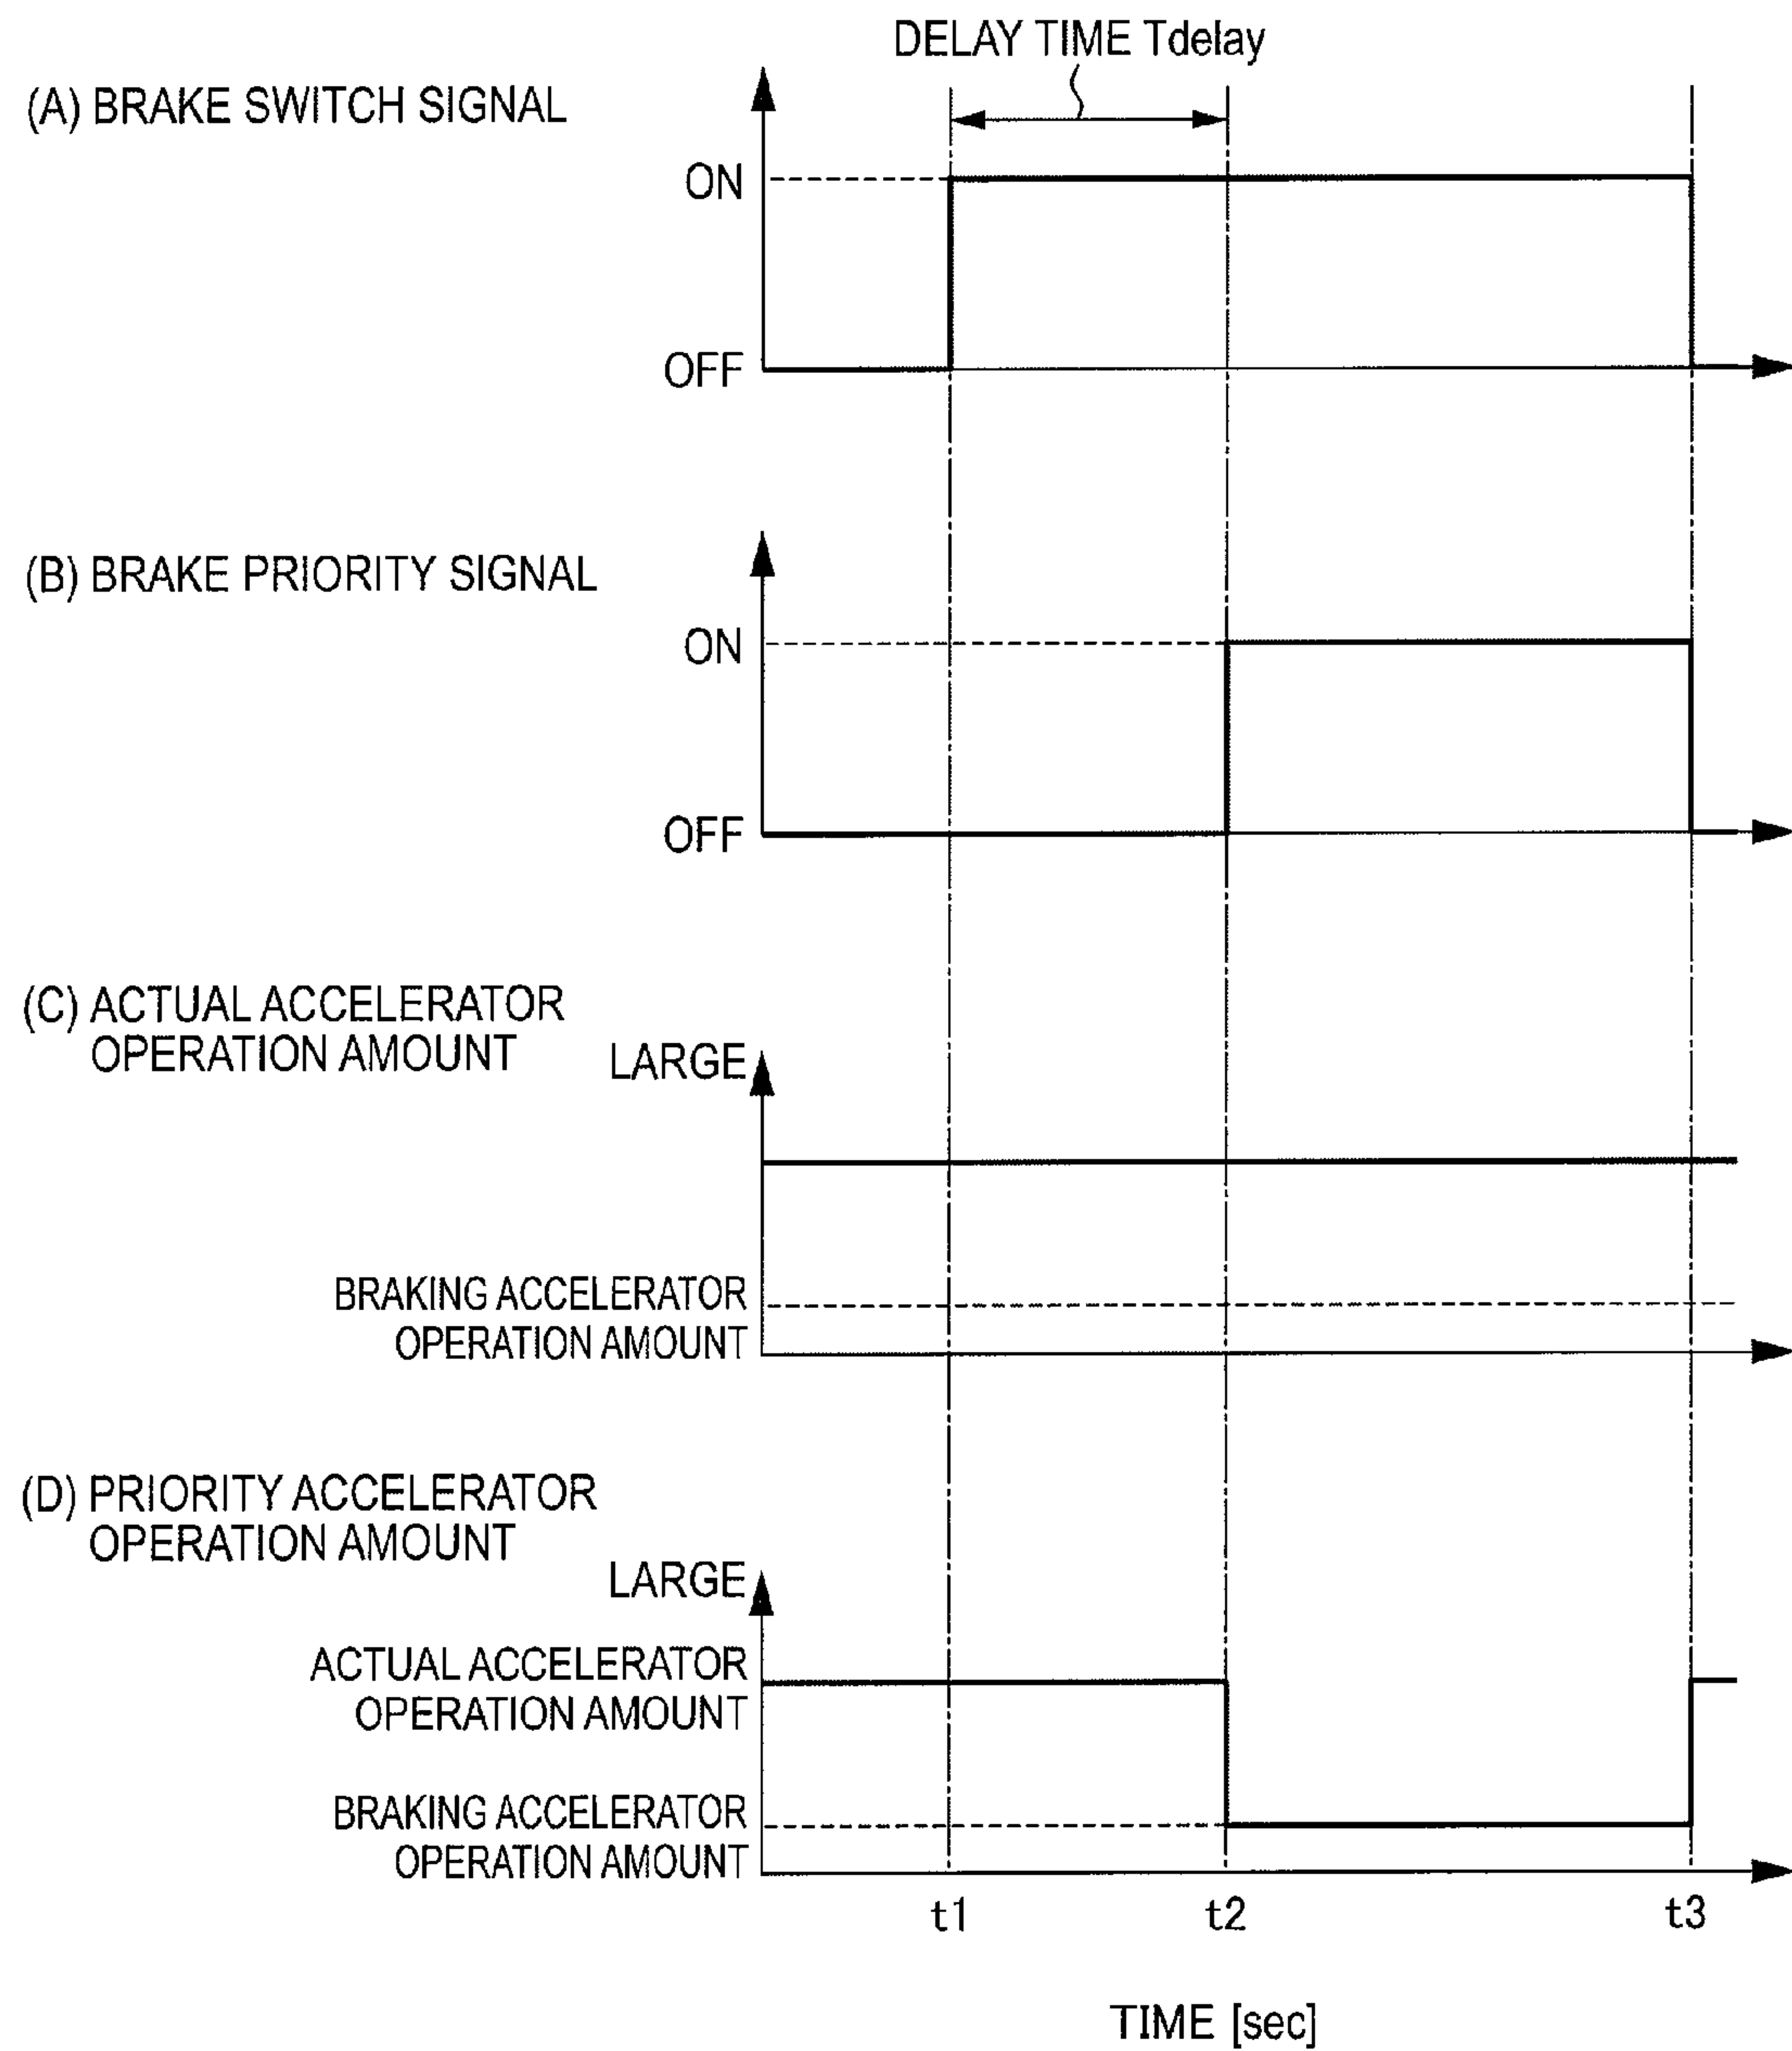 DELAY TIME Tdelay
(A) BRAKE SWITCH SIGNAL
ON
OFF
(B) BRAKE PRIORITY SIGNAL
ON
OFF
(C) ACTUAL ACCELERATOR
OPERATION AMOUNT
LARGE
BRAKING ACCELERATOR
OPERATION AMOUNT
(D) PRIORITY ACCELERATOR
OPERATION AMOUNT
LARGE
ACTUAL ACCELERATOR
OPERATION AMOUNT
BRAKING ACCELERATOR
OPERATION AMOUNT
t1 t2 t3
TIME [sec]